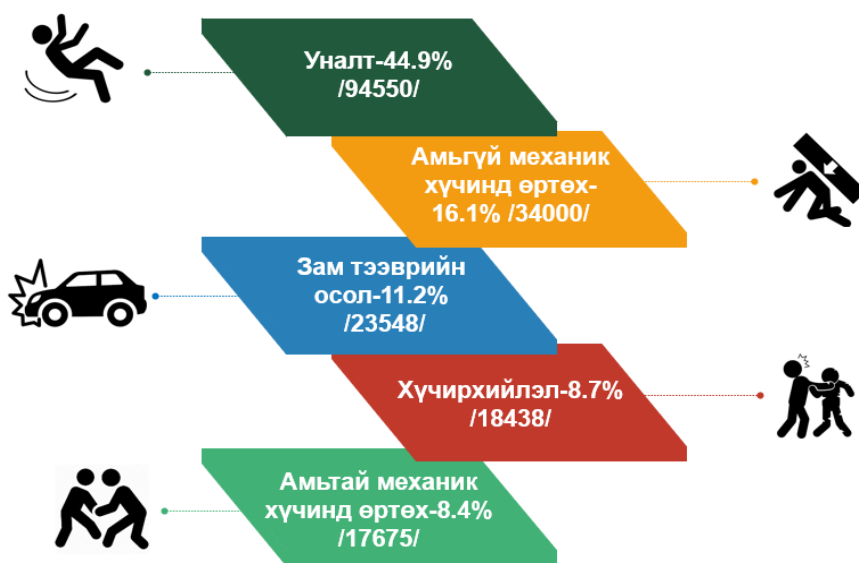 Уналт-44.9%
/94550/
Амьгүй механик
хүчинд өртөх-
16.1% /34000/
Зам тээврийн
осол-11.2%
/23548/
Хүчирхийлэл-8.7%
/18438/
Амьтай механик
хүчинд өртөх-8.4%
/17675/